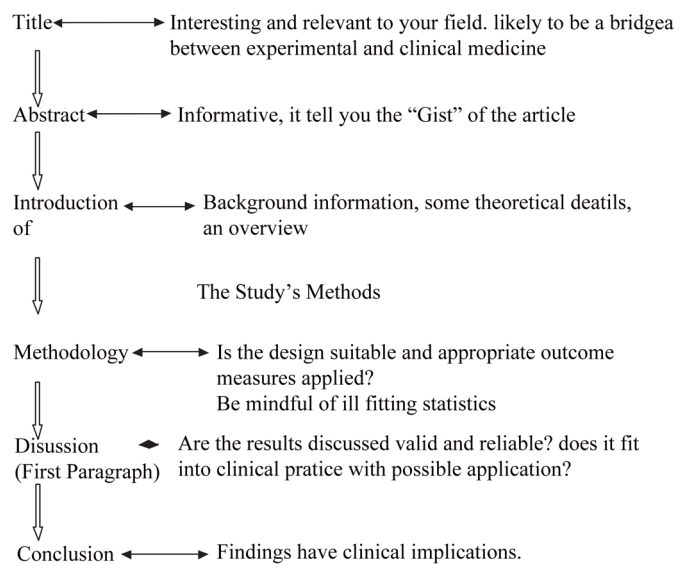 Title Interesting and relevant to your field. likely to be a bridgea
between experimental and clinical medicine
Abstract Informative, it tell you the “Gist” of the article
Introduction Background information, some theoretical deatils,
of an overview
The Study’s Methods
Methodology Is the design suitable and appropriate outcome
measures applied?
Be mindful of ill fitting statistics
Disussion Are the results discussed valid and reliable? does it fit
(First Paragraph) into clinical pratice with possible application?
Conclusion Findings have clinical implications.